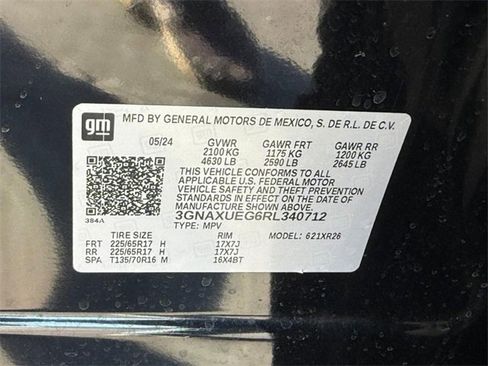 gm
MFD BY GENERAL MOTORS DE MEXICO, S. DE R.L. DE C.V.
05/24 GVWR GAWR FRT GAWR RR
2100 KG 1175 KG 1200 KG
4630 LB 2590 LB 2645 LB
THIS VEHICLE CONFORMS TO ALL
APPLICABLE U.S. FEDERAL MOTOR
VEHICLE SAFETY AND THEFT PREVENTION
STANDARDS IN EFFECT ON THE DATE OF
MANUFACTURE SHOWN ABOVE.
3GNAXUEG6RL340712
384A
TYPE: MPV MODEL: 621XR26
TIRE SIZE RIM
FRT 225/65R17 H 17X7J
RR 225/65R17 H 17X7J
SPA T135/70R16 M 16X4BT